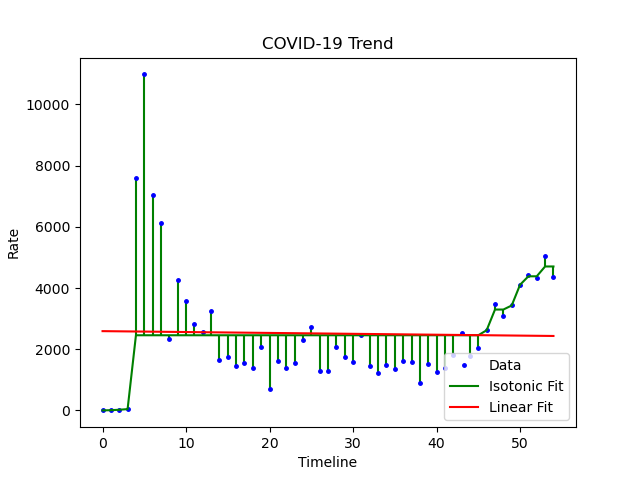 COVID-19 Trend
Rate
10000
8000
6000
4000
2000
0
Data
Isotonic Fit
Linear Fit
0 10 20 30 40 50
Timeline